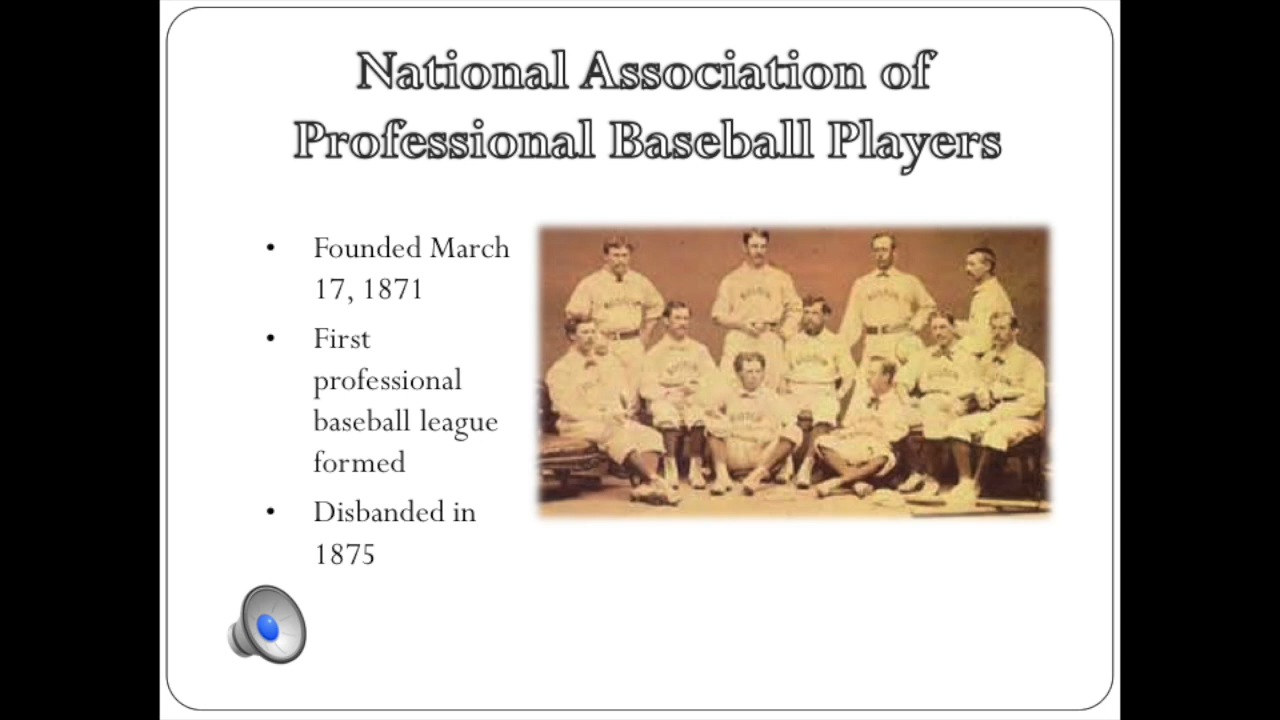 National Association of
Professional Baseball Players
• Founded March
17, 1871
• First
professional
baseball league
formed
• Disbanded in
1875